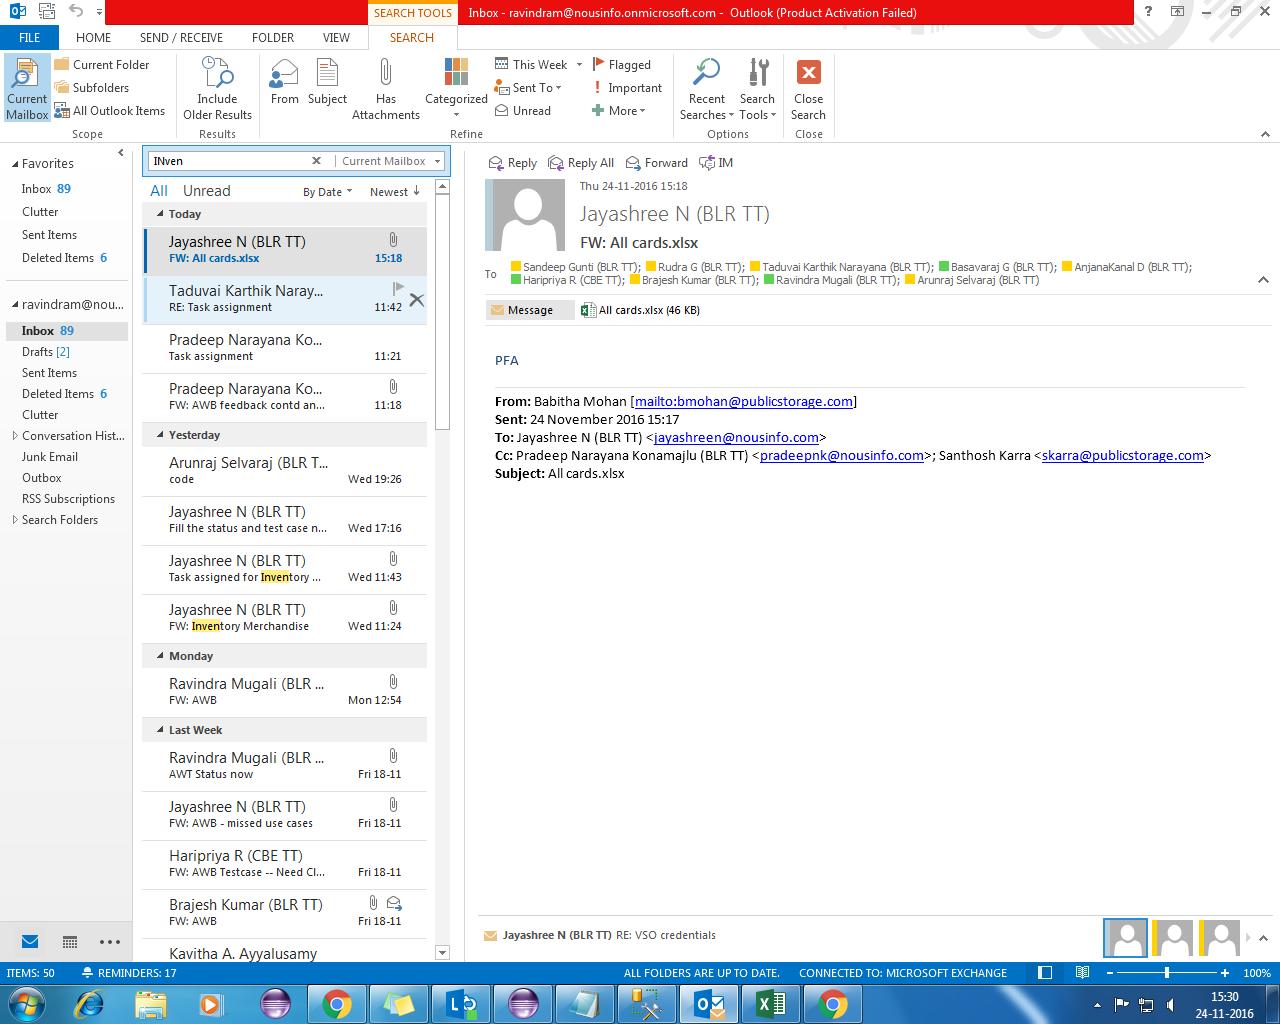 SEARCH TOOLS
Inbox - ravindram@nousinfo.onmicrosoft.com - Outlook (Product Activation Failed)
?
FILE HOME SEND / RECEIVE FOLDER VIEW SEARCH
Current Mailbox
Current Folder
Subfolders
All Outlook Items
Scope
Include Older Results
Results
From
Subject
Has Attachments
Categorized
This Week
Sent To
Unread
Flagged
! Important
More
Refine
Recent Searches
Search Tools
Options
Close Search
Close
Favorites
Inbox 89
Clutter
Sent Items
Deleted Items 6
ravindram@nou...
Inbox 89
Drafts [2]
Sent Items
Deleted Items 6
Clutter
Conversation Hist...
Junk Email
Outbox
RSS Subscriptions
Search Folders
INven Current Mailbox
All Unread By Date Newest
Today
Jayashree N (BLR TT)
FW: All cards.xlsx 15:18
Taduvai Karthik Naray...
RE: Task assignment 11:42
Pradeep Narayana Ko...
Task assignment 11:21
Pradeep Narayana Ko...
FW: AWB feedback contd an... 11:18
Yesterday
Arunraj Selvaraj (BLR T...
code Wed 19:26
Jayashree N (BLR TT)
Fill the status and test case n... Wed 17:16
Jayashree N (BLR TT)
Task assigned for Inventory ... Wed 11:43
Jayashree N (BLR TT)
FW: Inventory Merchandise Wed 11:24
Monday
Ravindra Mugali (BLR ...
FW: AWB Mon 12:54
Last Week
Ravindra Mugali (BLR ...
AWT Status now Fri 18-11
Jayashree N (BLR TT)
FW: AWB - missed use cases Fri 18-11
Haripriya R (CBE TT)
FW: AWB Testcase -- Need Cl... Fri 18-11
Brajesh Kumar (BLR TT)
FW: AWB Fri 18-11
Kavitha A. Ayyalusamy
Reply Reply All Forward IM
Thu 24-11-2016 15:18
Jayashree N (BLR TT)
FW: All cards.xlsx
To Sandeep Gunti (BLR TT); Rudra G (BLR TT); Taduvai Karthik Narayana (BLR TT); Basavaraj G (BLR TT); AnjanaKanal D (BLR TT);
Haripriya R (CBE TT); Brajesh Kumar (BLR TT); Ravindra Mugali (BLR TT); Arunraj Selvaraj (BLR TT)
Message All cards.xlsx (46 KB)
PFA
From: Babitha Mohan [mailto:bmohan@publicstorage.com]
Sent: 24 November 2016 15:17
To: Jayashree N (BLR TT) <jayashreen@nousinfo.com>
Cc: Pradeep Narayana Konamajlu (BLR TT) <pradeepnk@nousinfo.com>; Santhosh Karra <skarra@publicstorage.com>
Subject: All cards.xlsx
Jayashree N (BLR TT) RE: VSO credentials
ITEMS: 50 REMINDERS: 17 ALL FOLDERS ARE UP TO DATE. CONNECTED TO: MICROSOFT EXCHANGE 100%
15:30
24-11-2016